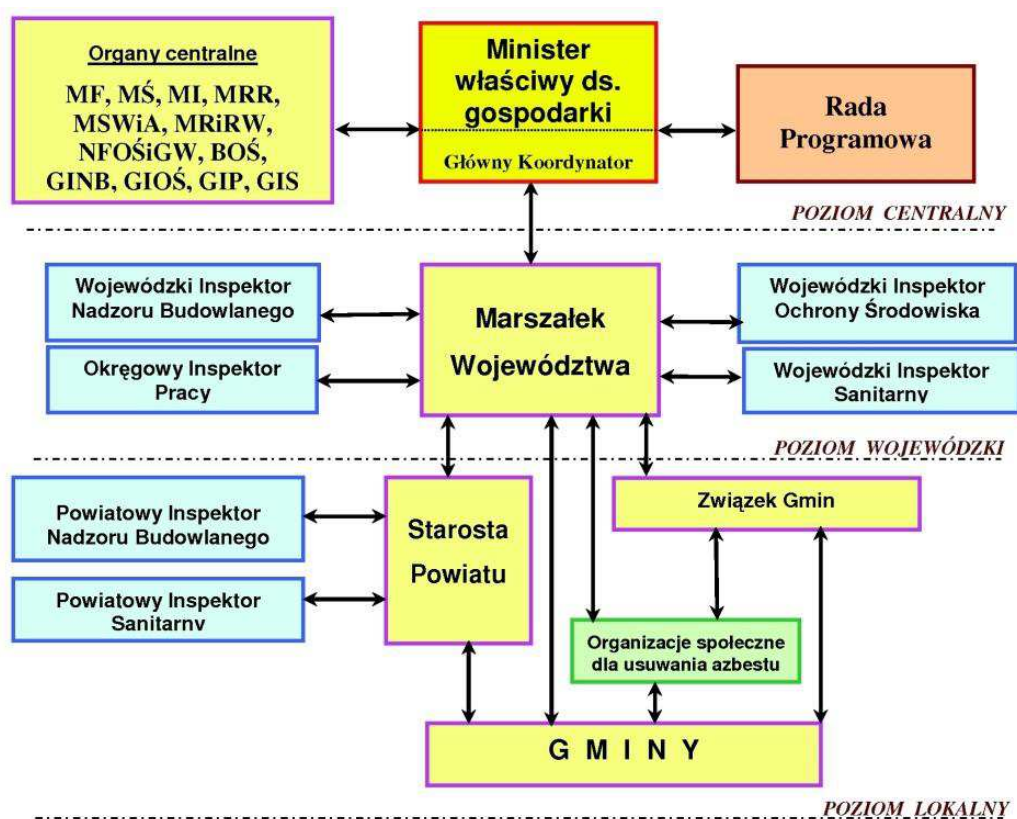 Organy centralne
MF, MŚ, MI, MRR,
MSWiA, MRiRW,
NFOŚiGW, BOŚ,
GINB, GIOŚ, GIP, GIS
Minister
właściwy ds.
gospodarki
Główny Koordynator
Rada
Programowa
POZIOM CENTRALNY
Wojewódzki Inspektor
Nadzoru Budowlanego
Okręgowy Inspektor
Pracy
Marszałek
Województwa
Wojewódzki Inspektor
Ochrony Środowiska
Wojewódzki Inspektor
Sanitarny
POZIOM WOJEWÓDZKI
Powiatowy Inspektor
Nadzoru Budowlanego
Powiatowy Inspektor
Sanitarny
Starosta
Powiatu
Związek Gmin
Organizacje społeczne
dla usuwania azbestu
G M I N Y
POZIOM LOKALNY